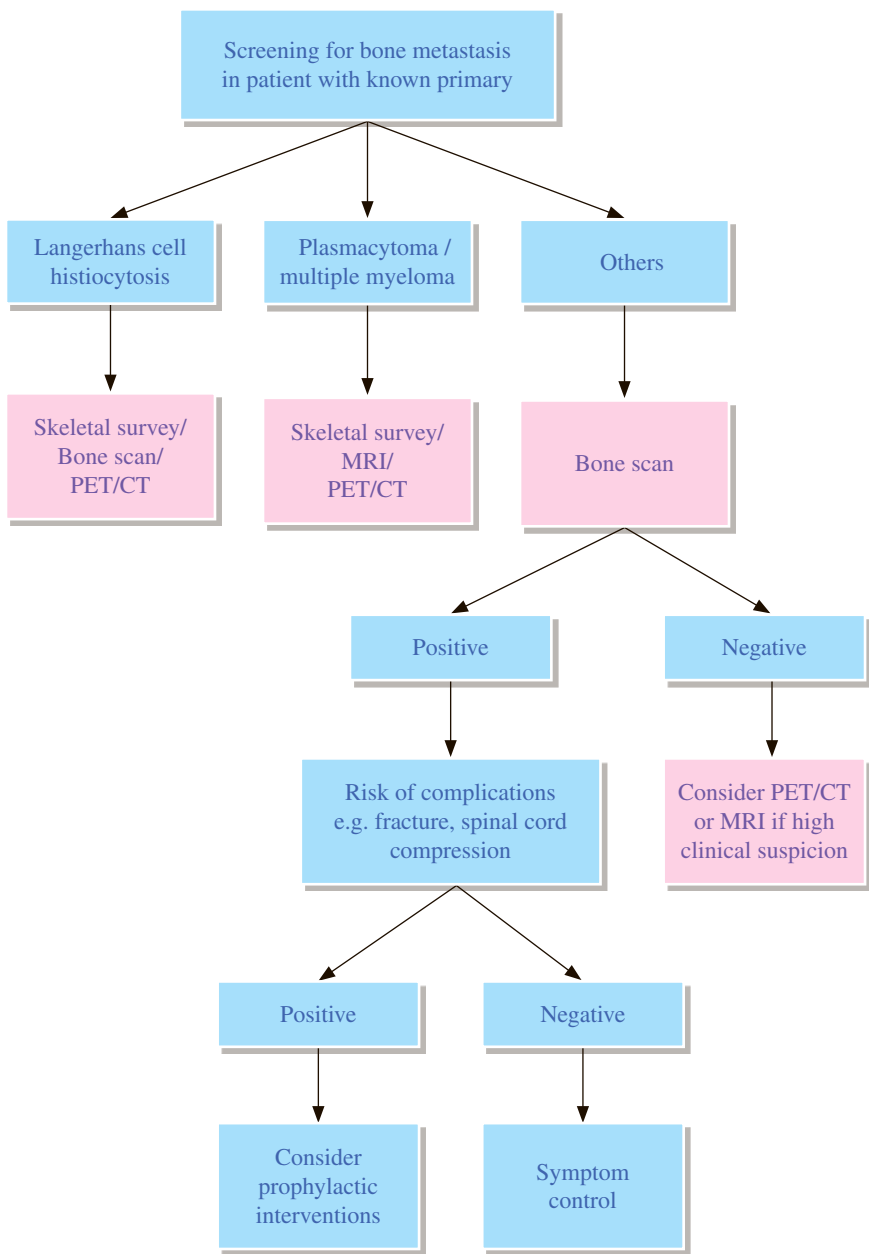 Screening for bone metastasis
in patient with known primary
Langerhans cell
histiocytosis
Plasmacytoma /
multiple myeloma
Others
Skeletal survey/
Bone scan/
PET/CT
Skeletal survey/
MRI/
PET/CT
Bone scan
Positive
Negative
Risk of complications
e.g. fracture, spinal cord
compression
Consider PET/CT
or MRI if high
clinical suspicion
Positive
Negative
Consider
prophylactic
interventions
Symptom
control